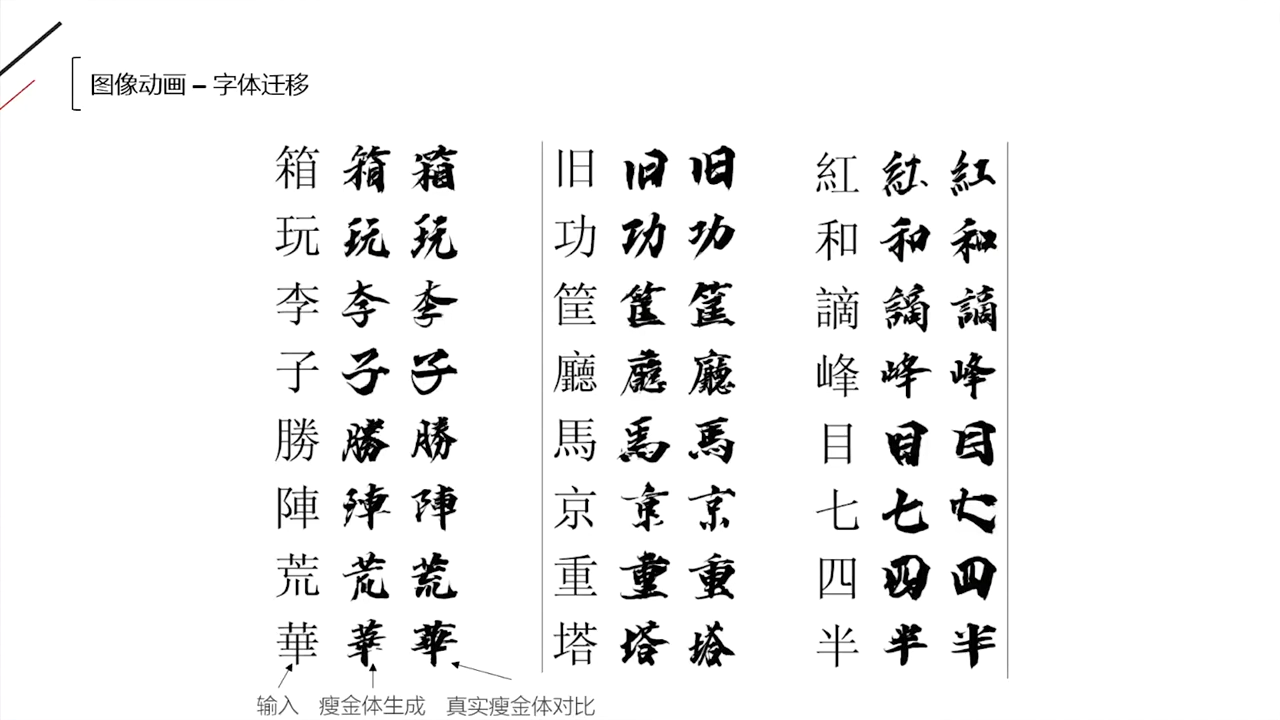 图像动画 – 字体迁移
箱 箱 箱 旧 旧 旧 紅 紅 紅
玩 玩 玩 功 功 功 和 和 和
李 李 李 筐 筐 筐 謫 謫 謫
子 子 子 廳 廳 廳 峰 峰 峰
勝 勝 勝 馬 馬 馬 目 目 目
陣 陣 陣 京 京 京 七 七 七
荒 荒 荒 重 重 重 四 四 四
華 華 華 塔 塔 塔 半 半 半
输入 瘦金体生成 真实瘦金体对比